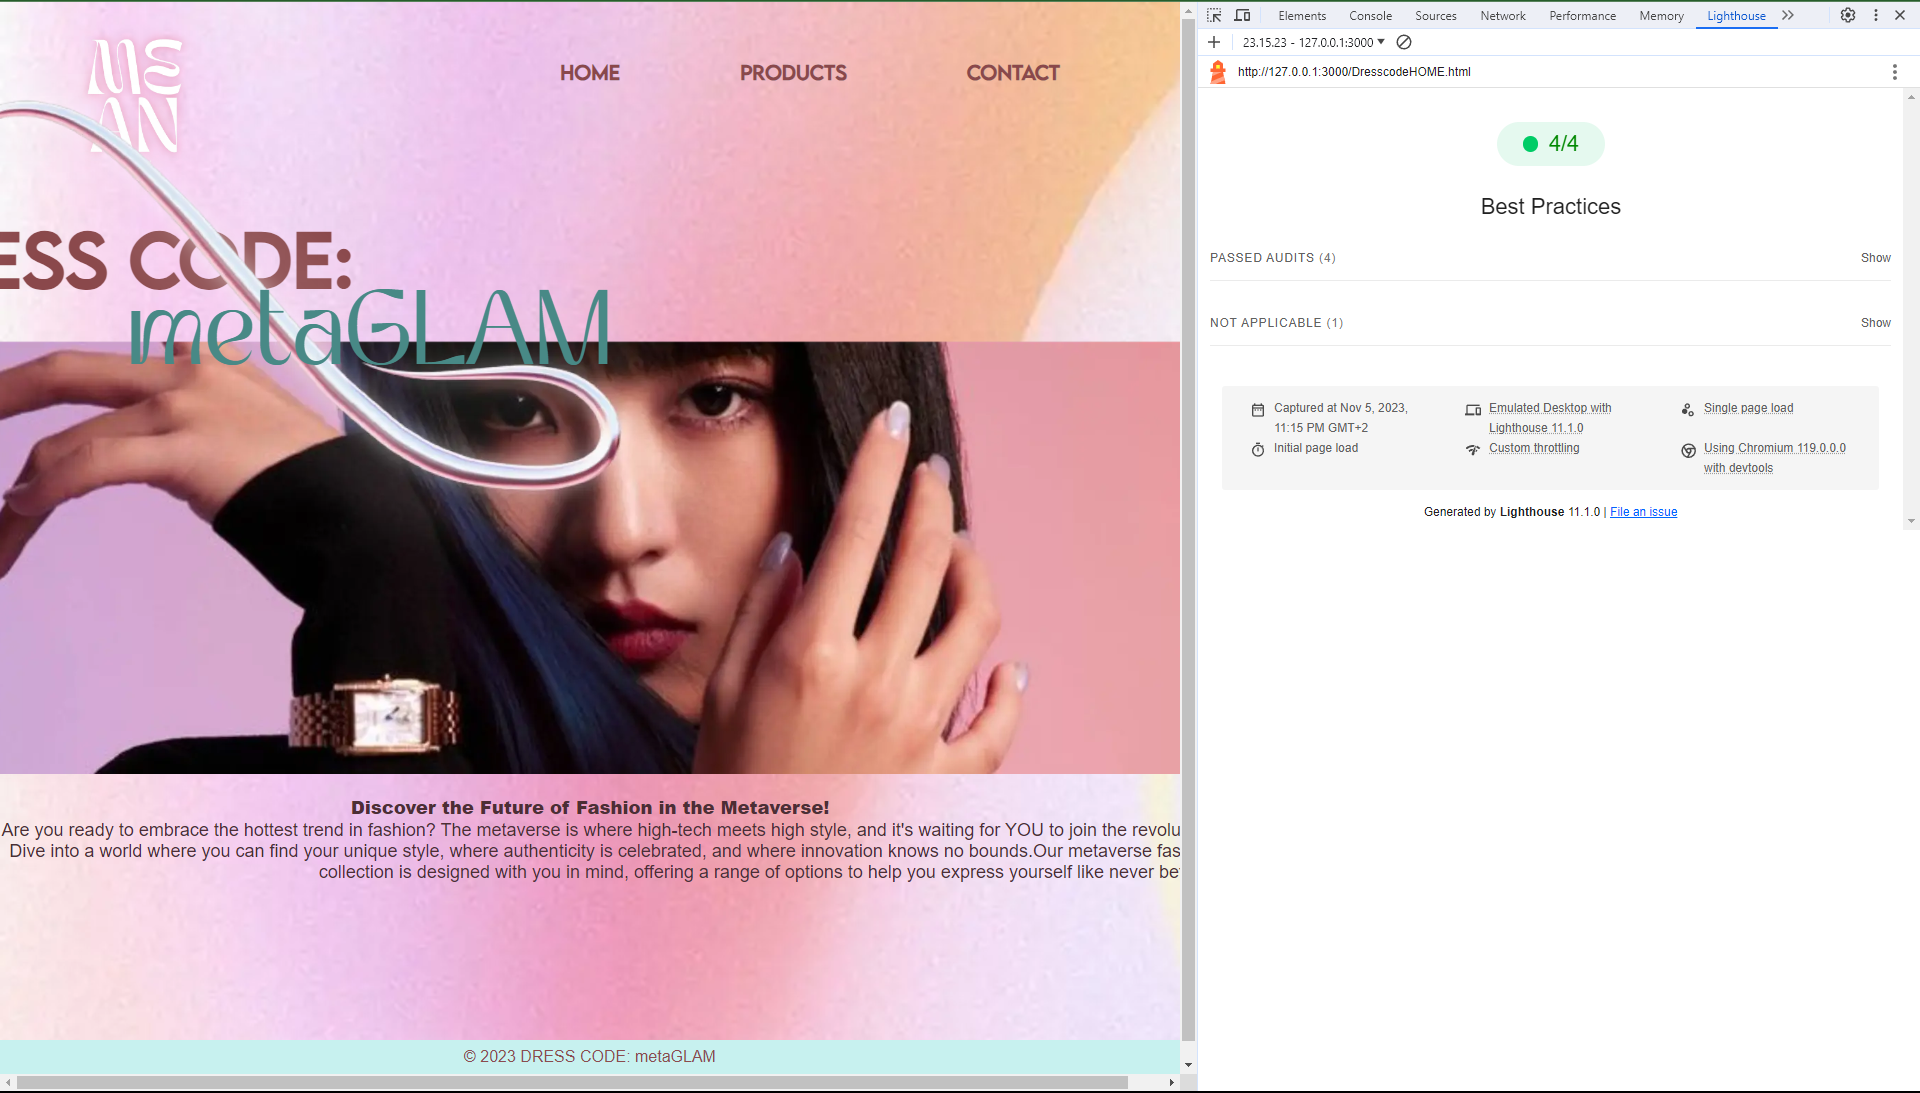 ME
AN
HOME PRODUCTS CONTACT
ESS CODE:
metaGLAM
Discover the Future of Fashion in the Metaverse!
Are you ready to embrace the hottest trend in fashion? The metaverse is where high-tech meets high style, and it's waiting for YOU to join the revolu
Dive into a world where you can find your unique style, where authenticity is celebrated, and where innovation knows no bounds.Our metaverse fas
collection is designed with you in mind, offering a range of options to help you express yourself like never be
© 2023 DRESS CODE: metaGLAM
Elements Console Sources Network Performance Memory Lighthouse
23.15.23 - 127.0.0.1:3000
http://127.0.0.1:3000/DresscodeHOME.html
4/4
Best Practices
PASSED AUDITS (4) Show
NOT APPLICABLE (1) Show
Captured at Nov 5, 2023,
11:15 PM GMT+2
Emulated Desktop with
Lighthouse 11.1.0
Single page load
Initial page load
Custom throttling
Using Chromium 119.0.0.0
with devtools
Generated by Lighthouse 11.1.0 | File an issue